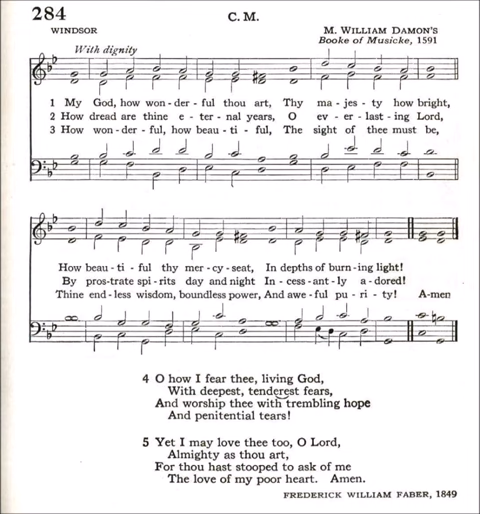 284
C. M.
WINDSOR
M. WILLIAM DAMON'S
With dignity
Booke of Musicke, 1591
1 My God, how won - der - ful thou art, Thy ma - jes - ty how bright,
2 How dread are thine e - ter - nal years, O ev - er - last - ing Lord,
3 How won - der - ful, how beau - ti - ful, The sight of thee must be,
How beau - ti - ful thy mer - cy - seat, In depths of burn - ing light!
By pros - trate spi - rits day and night In - cess - ant - ly a - dored!
Thine end - less wisdom, boundless power, And awe - ful pu - ri - ty! A-men
4 O how I fear thee, living God,
With deepest, tenderest fears,
And worship thee with trembling hope
And penitential tears!
5 Yet I may love thee too, O Lord,
Almighty as thou art,
For thou hast stooped to ask of me
The love of my poor heart. Amen.
FREDERICK WILLIAM FABER, 1849